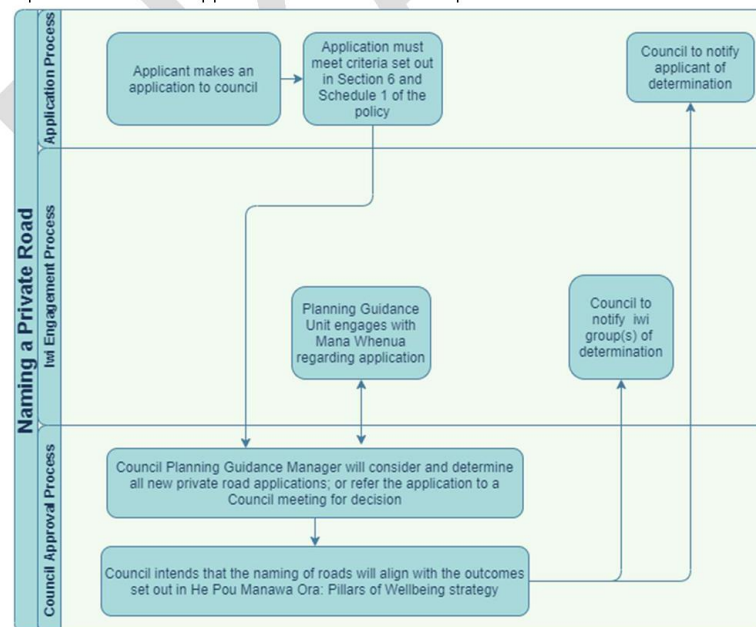 Naming a Private Road
Application Process
Applicant makes an
application to council
Application must
meet criteria set out
in Section 6 and
Schedule 1 of the
policy
Council to notify
applicant of
determination
Iwi Engagement Process
Planning Guidance
Unit engages with
Mana Whenua
regarding application
Council to
notify iwi
group(s) of
determination
Council Approval Process
Council Planning Guidance Manager will consider and determine
all new private road applications; or refer the application to a
Council meeting for decision
Council intends that the naming of roads will align with the outcomes
set out in He Pou Manawa Ora: Pillars of Wellbeing strategy